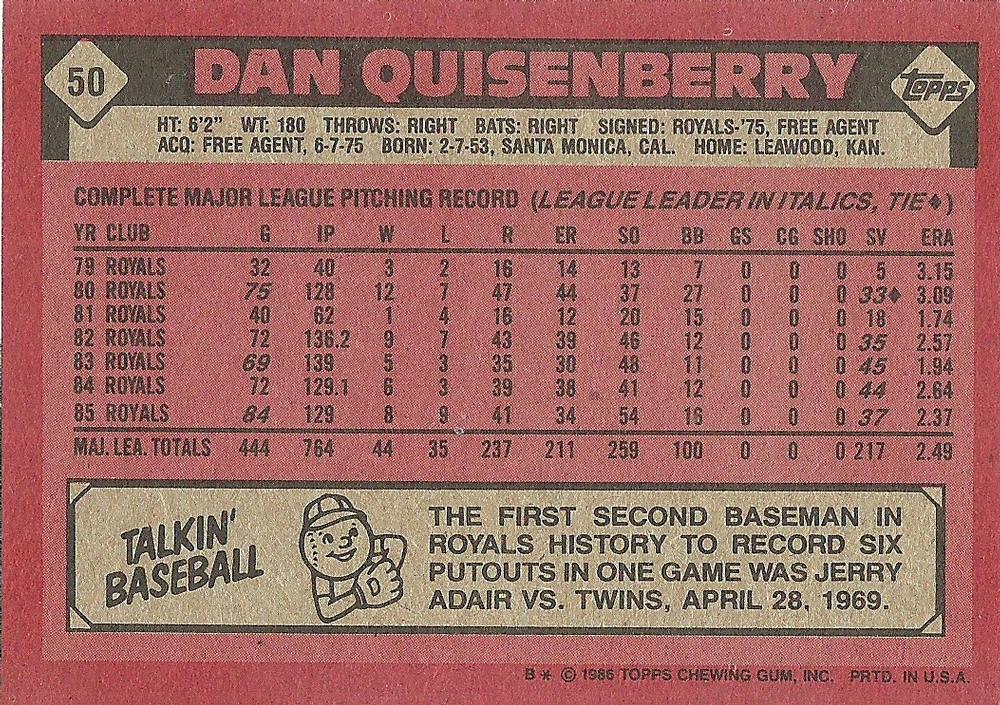 50 DAN QUISENBERRY topps
HT: 6'2" WT: 180 THROWS: RIGHT BATS: RIGHT SIGNED: ROYALS-'75, FREE AGENT
ACQ: FREE AGENT, 6-7-75 BORN: 2-7-53, SANTA MONICA, CAL. HOME: LEAWOOD, KAN.
COMPLETE MAJOR LEAGUE PITCHING RECORD (LEAGUE LEADER IN ITALICS, TIE♦)
YR CLUB G IP W L R ER SO BB GS CG SHO SV ERA
79 ROYALS 32 40 3 2 16 14 13 7 0 0 0 5 3.15
80 ROYALS 75 128 12 7 47 44 37 27 0 0 0 33♦ 3.09
81 ROYALS 40 62 1 4 16 12 20 15 0 0 0 18 1.74
82 ROYALS 72 136.2 9 7 43 39 46 12 0 0 0 35 2.57
83 ROYALS 69 139 5 3 35 30 48 11 0 0 0 45 1.94
84 ROYALS 72 129.1 6 3 39 38 41 12 0 0 0 44 2.64
85 ROYALS 84 129 8 9 41 34 54 16 0 0 0 37 2.37
MAJ. LEA. TOTALS 444 764 44 35 237 211 259 100 0 0 0 217 2.49
TALKIN'
BASEBALL
THE FIRST SECOND BASEMAN IN
ROYALS HISTORY TO RECORD SIX
PUTOUTS IN ONE GAME WAS JERRY
ADAIR VS. TWINS, APRIL 28, 1969.
B * © 1986 TOPPS CHEWING GUM, INC. PRTD. IN U.S.A.